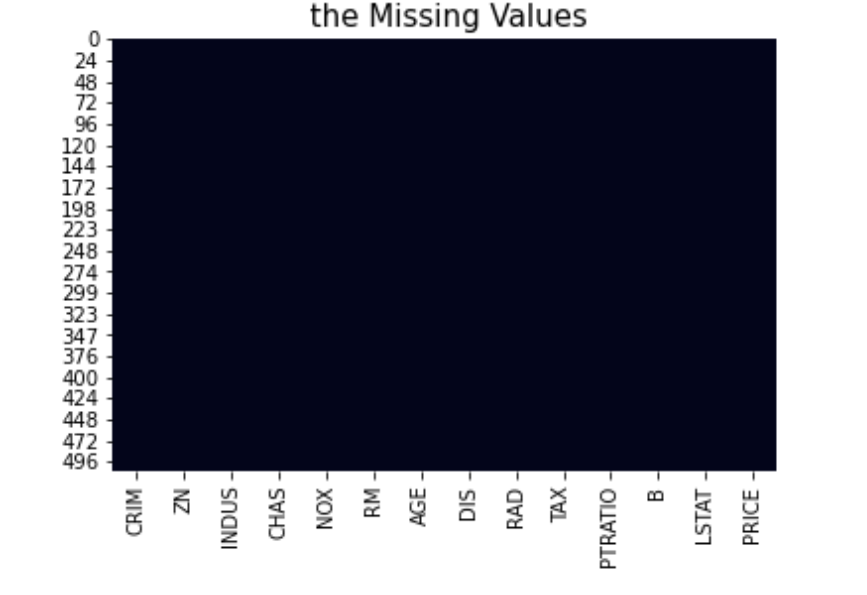 the Missing Values
0
24
48
72
96
120
144
172
198
223
248
274
299
323
347
376
400
424
448
472
496
CRIM
ZN
INDUS
CHAS
NOX
RM
AGE
DIS
RAD
TAX
PTRATIO
B
LSTAT
PRICE